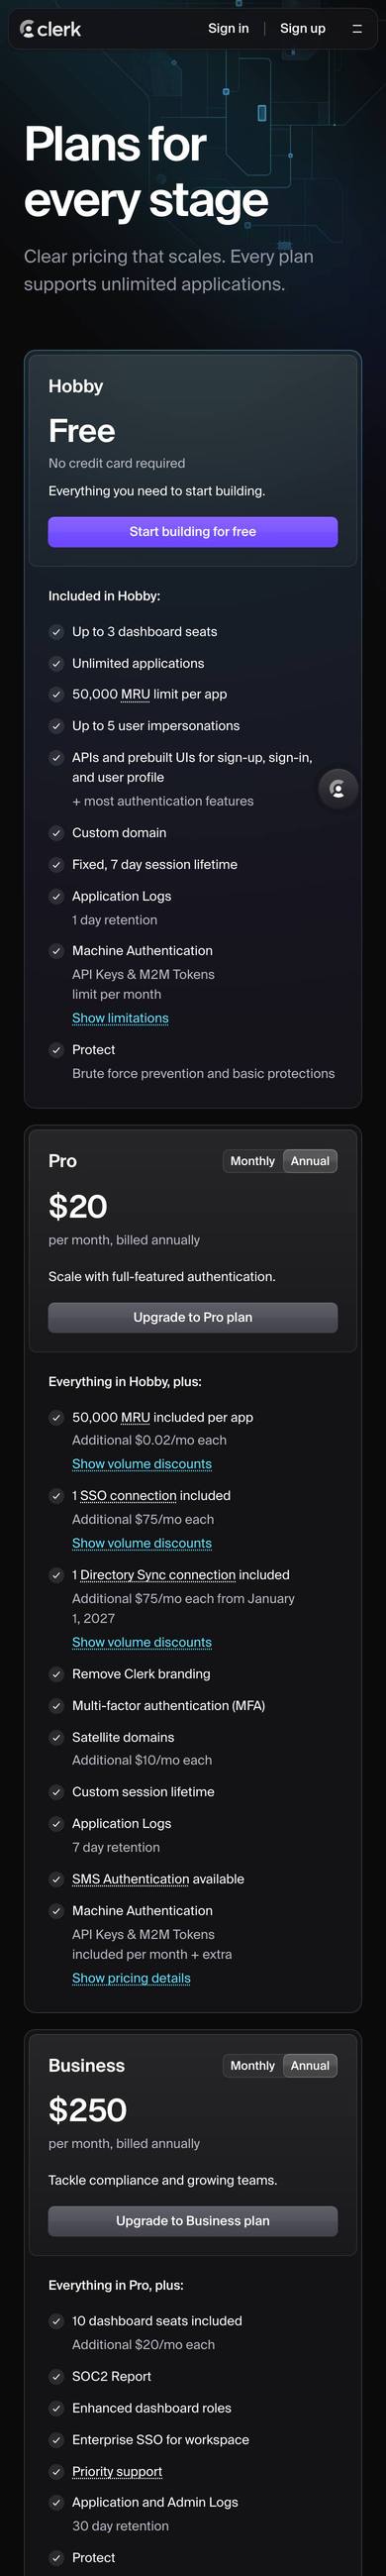 clerk
Sign in
Sign up
Plans for
every stage
Clear pricing that scales. Every plan
supports unlimited applications.
Hobby
Free
No credit card required
Everything you need to start building.
Start building for free
Included in Hobby:
Up to 3 dashboard seats
Unlimited applications
50,000 MRU limit per app
Up to 5 user impersonations
APIs and prebuilt UIs for sign-up, sign-in,
and user profile
+ most authentication features
Custom domain
Fixed, 7 day session lifetime
Application Logs
1 day retention
Machine Authentication
API Keys & M2M Tokens
limit per month
Show limitations
Protect
Brute force prevention and basic protections
Pro
Monthly
Annual
$20
per month, billed annually
Scale with full-featured authentication.
Upgrade to Pro plan
Everything in Hobby, plus:
50,000 MRU included per app
Additional $0.02/mo each
Show volume discounts
1 SSO connection included
Additional $75/mo each
Show volume discounts
1 Directory Sync connection included
Additional $75/mo each from January
1, 2027
Show volume discounts
Remove Clerk branding
Multi-factor authentication (MFA)
Satellite domains
Additional $10/mo each
Custom session lifetime
Application Logs
7 day retention
SMS Authentication available
Machine Authentication
API Keys & M2M Tokens
included per month + extra
Show pricing details
Business
Monthly
Annual
$250
per month, billed annually
Tackle compliance and growing teams.
Upgrade to Business plan
Everything in Pro, plus:
10 dashboard seats included
Additional $20/mo each
SOC2 Report
Enhanced dashboard roles
Enterprise SSO for workspace
Priority support
Application and Admin Logs
30 day retention
Protect